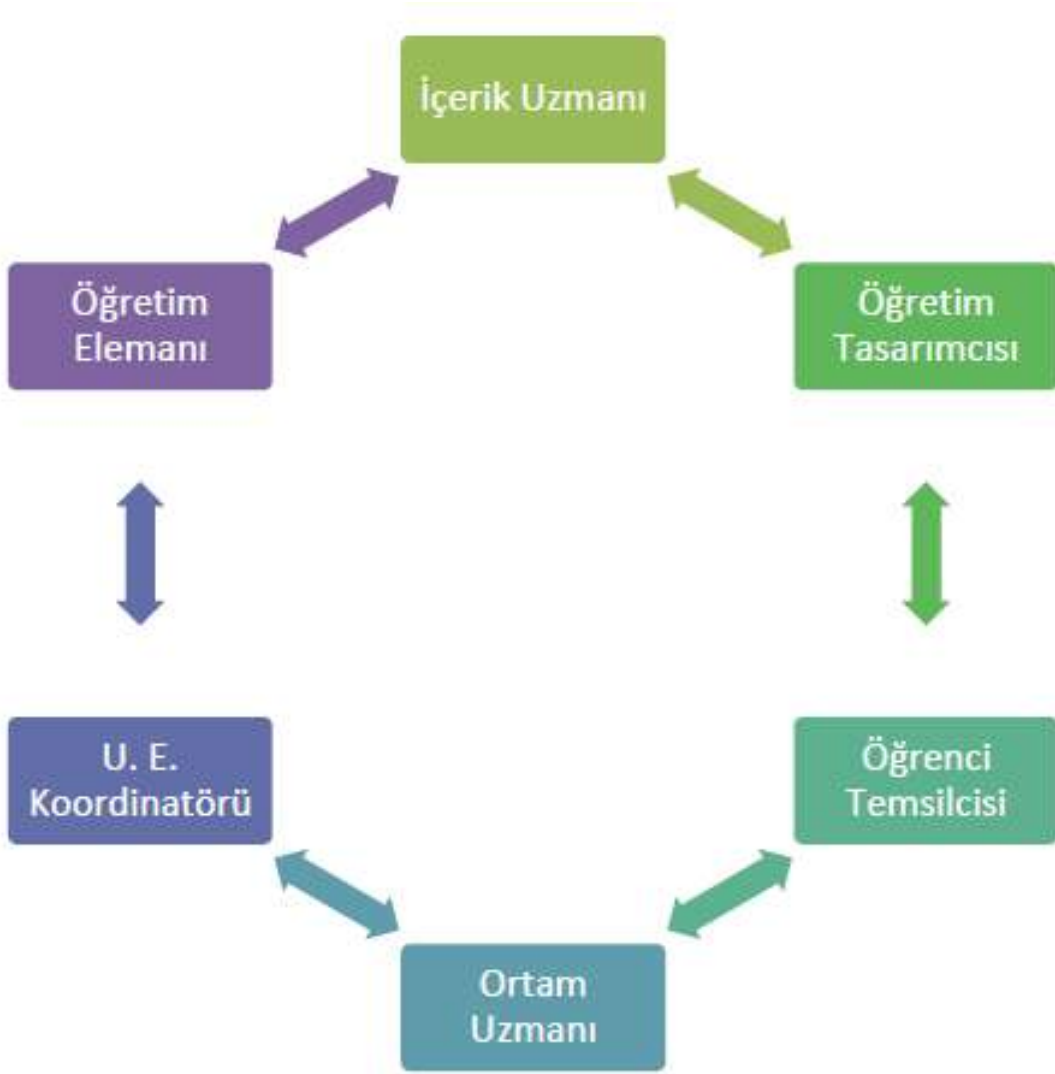 İçerik Uzmanı
Öğretim
Tasarımcısı
Öğrenci
Temsilcisi
Ortam
Uzmanı
U. E.
Koordinatörü
Öğretim
Elemanı